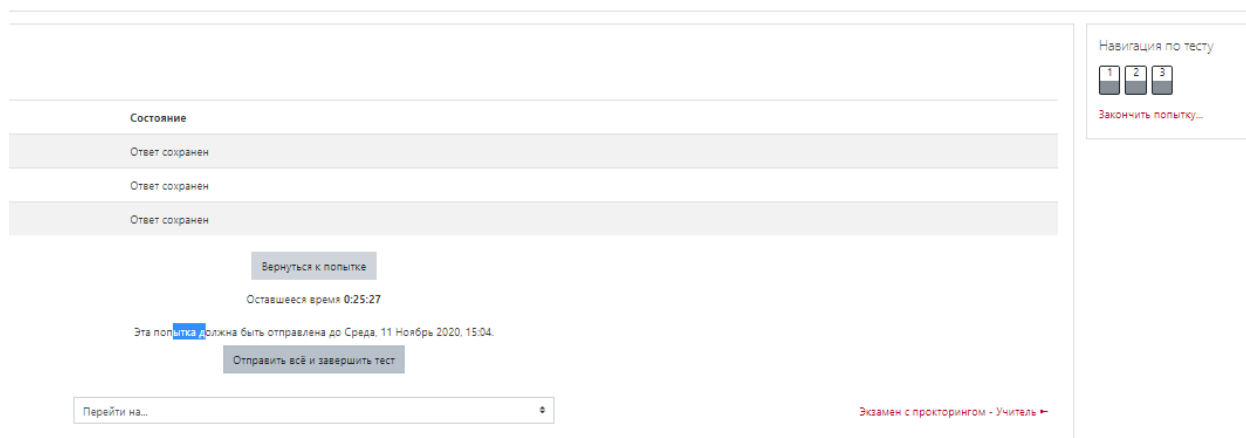 Навигация по тесту
1 2 3
Закончить попытку...
Состояние
Ответ сохранен
Ответ сохранен
Ответ сохранен
Вернуться к попытке
Оставшееся время 0:25:27
Эта попытка должна быть отправлена до Среда, 11 Ноябрь 2020, 15:04.
Отправить всё и завершить тест
Перейти на...
Экзамен с прокторингом - Учитель ►